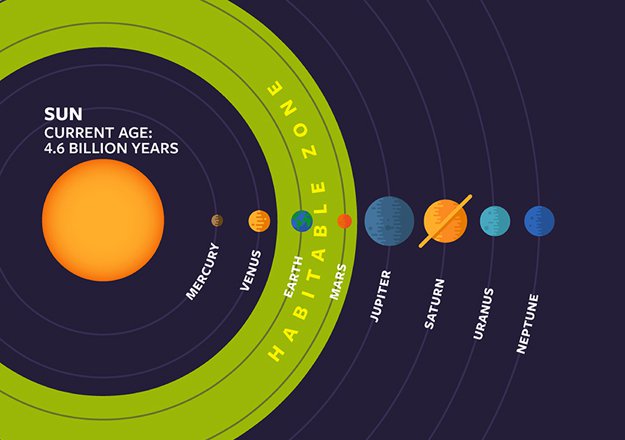 SUN
CURRENT AGE:
4.6 BILLION YEARS
HABITABLE ZONE
MERCURY
VENUS
EARTH
MARS
JUPITER
SATURN
URANUS
NEPTUNE